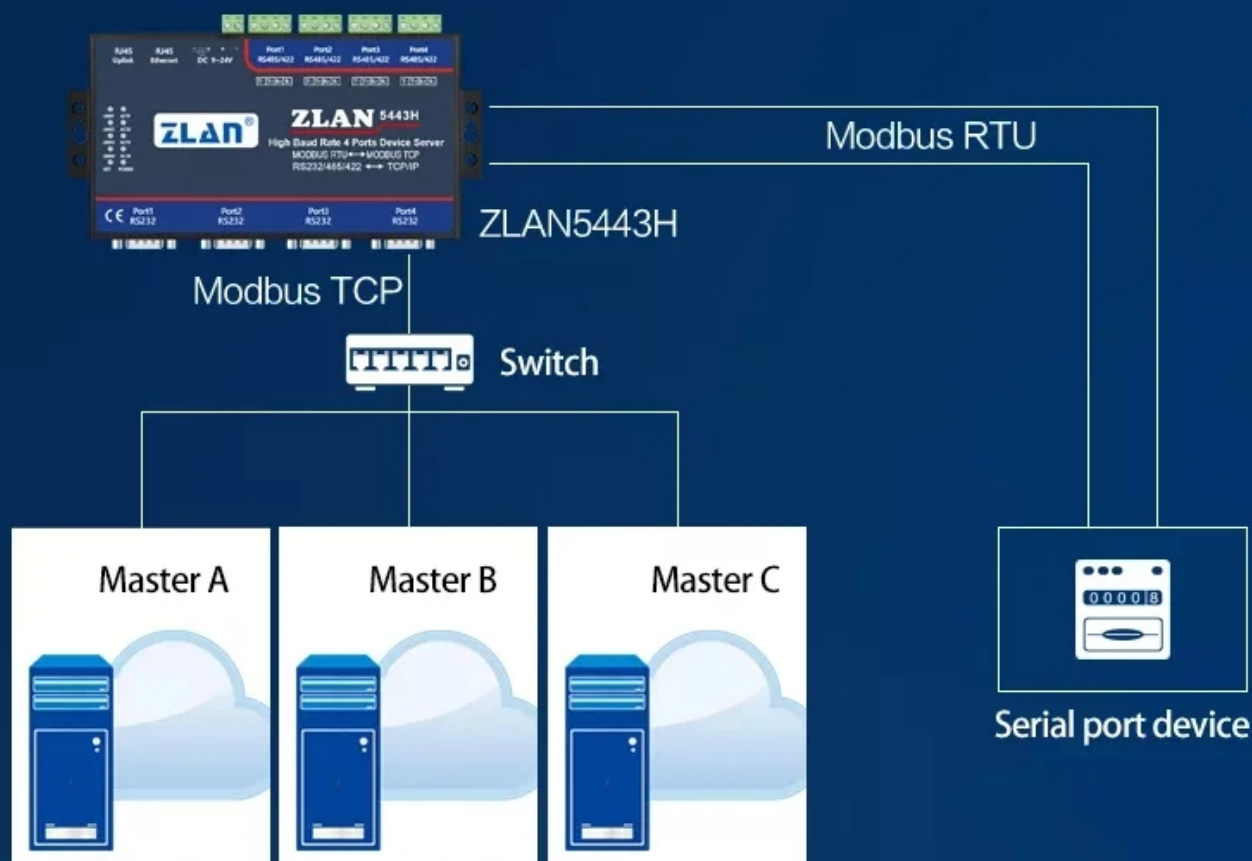 RJ45 Uplink
RJ45 Ethernet
DC 9-24V
Port1 RS485/422
Port2 RS485/422
Port3 RS485/422
Port4 RS485/422
ZLAN®
ZLAN 5443H
High Baud Rate 4 Ports Device Server
MODBUS RTU↔MODBUS TCP
RS232/485/422 ↔ TCP/IP
CE
Port1 RS232
Port2 RS232
Port3 RS232
Port4 RS232
ZLAN5443H
Modbus RTU
Modbus TCP
Switch
Master A
Master B
Master C
00008
Serial port device